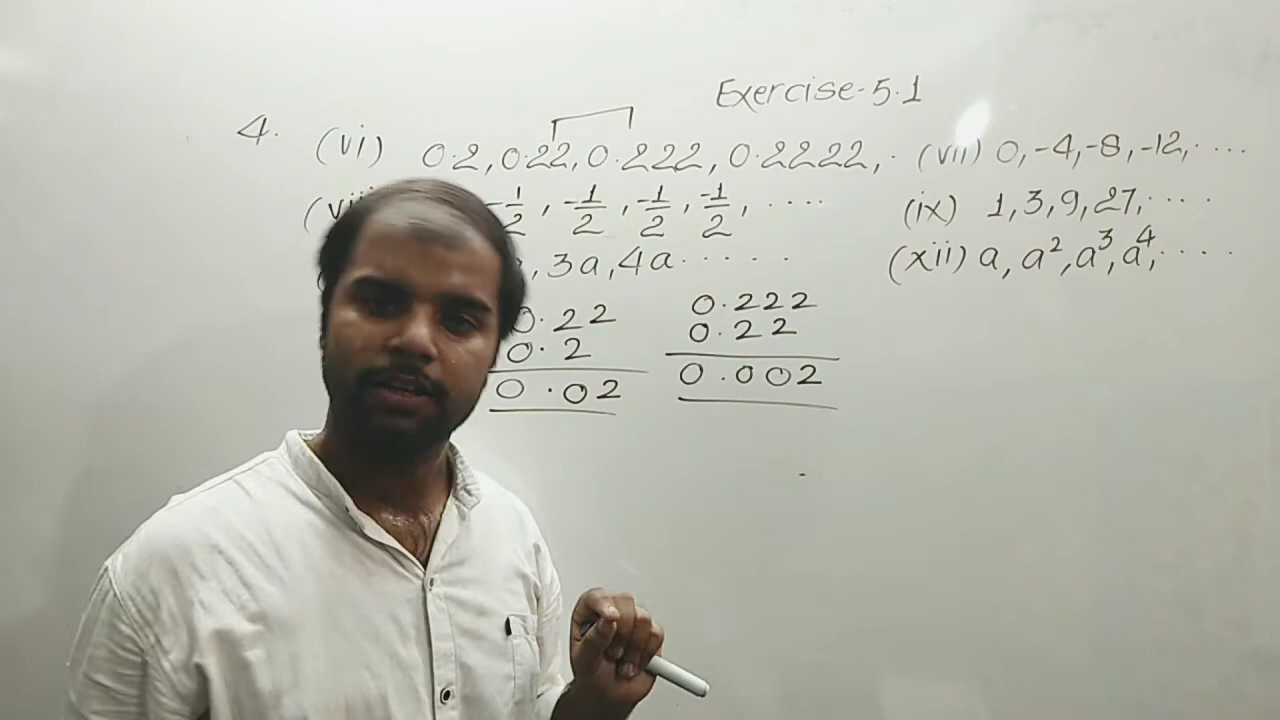 Exercise-5.1
4. (vi) 0.2, 0.22, 0.222, 0.2222, . (vii) 0, -4, -8, -12, ....
(viii -1/2, -1/2, -1/2, -1/2, .... (ix) 1, 3, 9, 27, ....
, 3a, 4a ..... (xii) a, a², a³, a⁴, ....
0.22 0.222
0.2 0.22
0.02 0.002